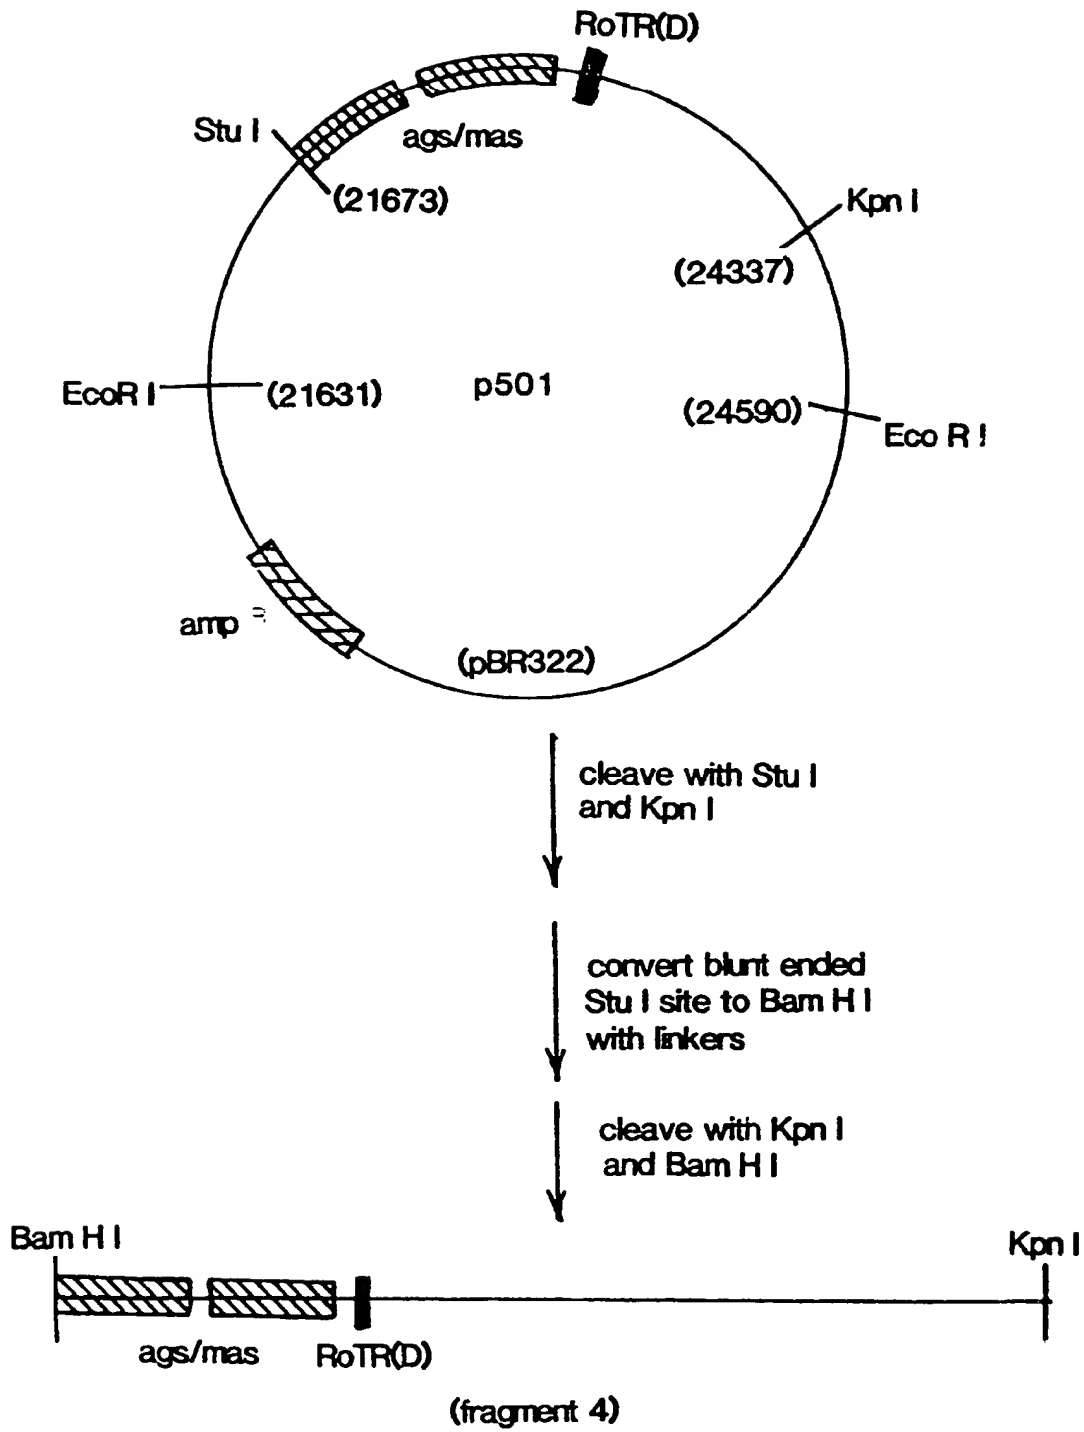 RoTR(D)
Stu I
ags/mas
(21673)
Kpn I
(24337)
EcoR I
(21631)
p501
(24590)
Eco R I
amp
(pBR322)
cleave with Stu I
and Kpn I
convert blunt ended
Stu I site to Bam H I
with linkers
cleave with Kpn I
and Bam H I
Bam H I
Kpn I
ags/mas
RoTR(D)
(fragment 4)